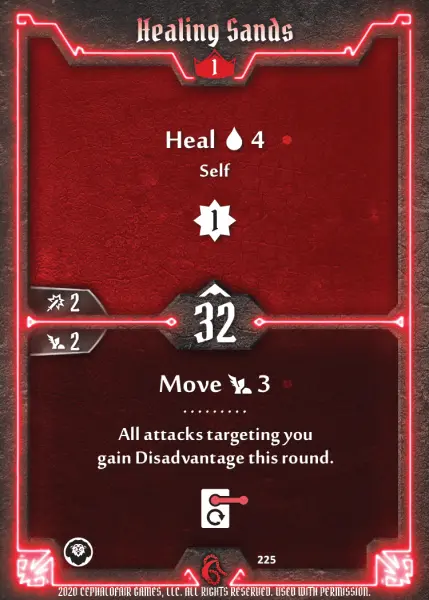 Healing Sands
1
Heal 4
Self
1
2
32
2
Move 3
All attacks targeting you
gain Disadvantage this round.
225
2020 CEPHALOFAIR GAMES, LLC. ALL RIGHTS RESERVED. USED WITH PERMISSION.